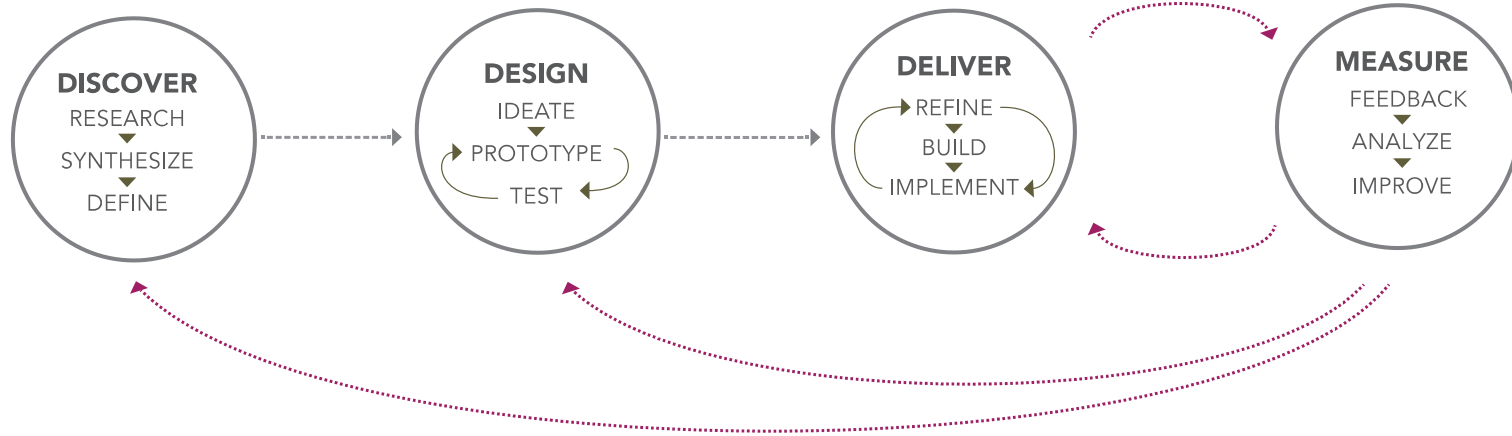 DISCOVER
RESEARCH
SYNTHESIZE
DEFINE
DESIGN
IDEATE
PROTOTYPE
TEST
DELIVER
REFINE
BUILD
IMPLEMENT
MEASURE
FEEDBACK
ANALYZE
IMPROVE